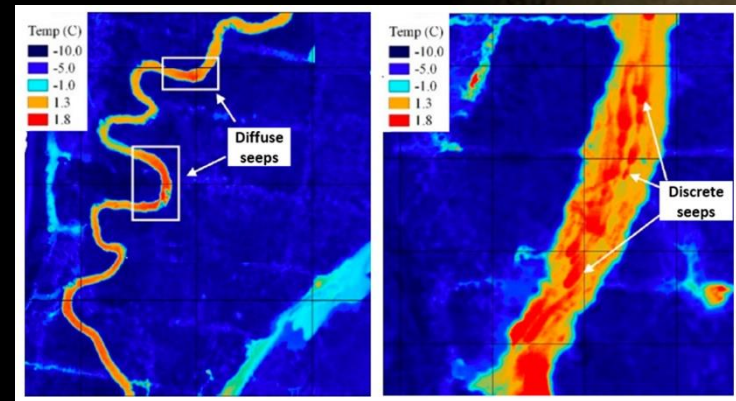 Temp (C)
-10.0
-5.0
-1.0
1.3
1.8
Diffuse
seeps
Temp (C)
-10.0
-5.0
-1.0
1.3
1.8
Discrete
seeps